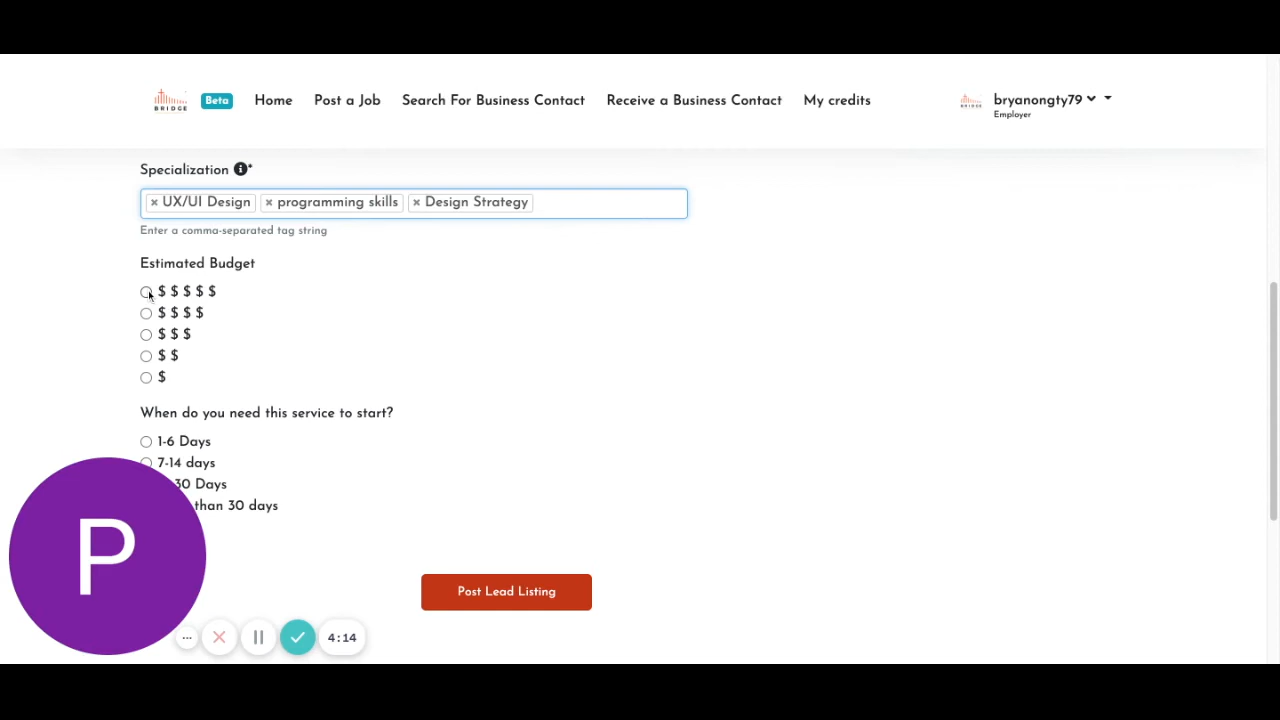 BRIDGE
Beta
Home
Post a Job
Search For Business Contact
Receive a Business Contact
My credits
BRIDGE
bryanongty79
Employer
Specialization i*
× UX/UI Design × programming skills × Design Strategy
Enter a comma-separated tag string
Estimated Budget
$ $ $ $ $
$ $ $ $
$ $ $
$ $
$
When do you need this service to start?
1-6 Days
7-14 days
30 Days
than 30 days
P
Post Lead Listing
4:14